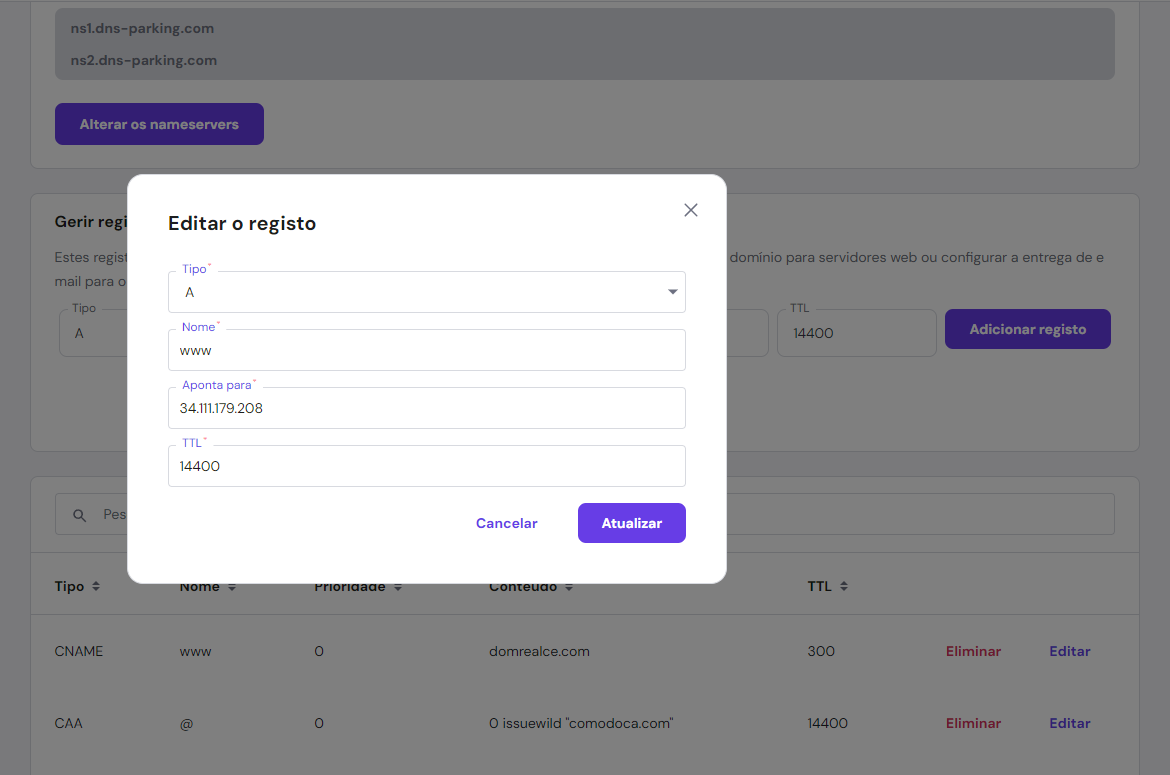 ns1.dns-parking.com
ns2.dns-parking.com
Alterar os nameservers
Gerir regi
Estes regist
domínio para servidores web ou configurar a entrega de e
mail para o
Tipo
A
TTL
14400
Adicionar registo
Editar o registo
Tipo*
A
Nome*
www
Aponta para*
34.111.179.208
TTL*
14400
Cancelar
Atualizar
Pes
Tipo Nome Prioridade Conteúdo TTL
CNAME www 0 domrealce.com 300 Eliminar Editar
CAA @ 0 0 issuewild "comodoca.com" 14400 Eliminar Editar